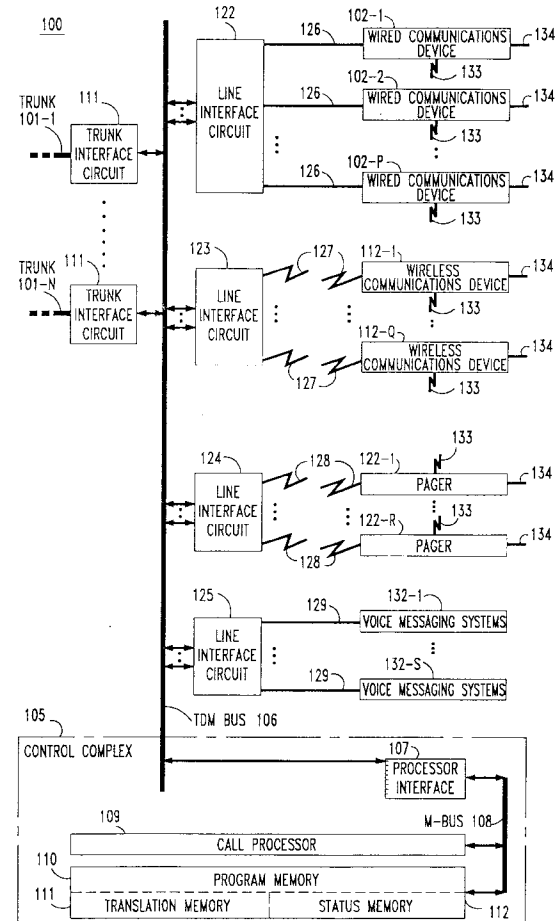 100
122
126
102-1
WIRED COMMUNICATIONS
DEVICE
134
133
102-2
126
WIRED COMMUNICATIONS
DEVICE
134
133
LINE
INTERFACE
CIRCUIT
TRUNK
101-1
111
TRUNK
INTERFACE
CIRCUIT
126
102-P
WIRED COMMUNICATIONS
DEVICE
134
133
TRUNK
101-N
111
TRUNK
INTERFACE
CIRCUIT
123
LINE
INTERFACE
CIRCUIT
127
112-1
WIRELESS
COMMUNICATIONS DEVICE
134
133
112-Q
WIRELESS
COMMUNICATIONS DEVICE
134
127
133
124
LINE
INTERFACE
CIRCUIT
128
122-1
133
PAGER
134
122-R
133
PAGER
134
128
125
LINE
INTERFACE
CIRCUIT
129
132-1
VOICE MESSAGING SYSTEMS
132-S
129
VOICE MESSAGING SYSTEMS
TDM BUS 106
105
CONTROL COMPLEX
107
PROCESSOR
INTERFACE
M-BUS 108
109
CALL PROCESSOR
110
PROGRAM MEMORY
111
TRANSLATION MEMORY
STATUS MEMORY
112